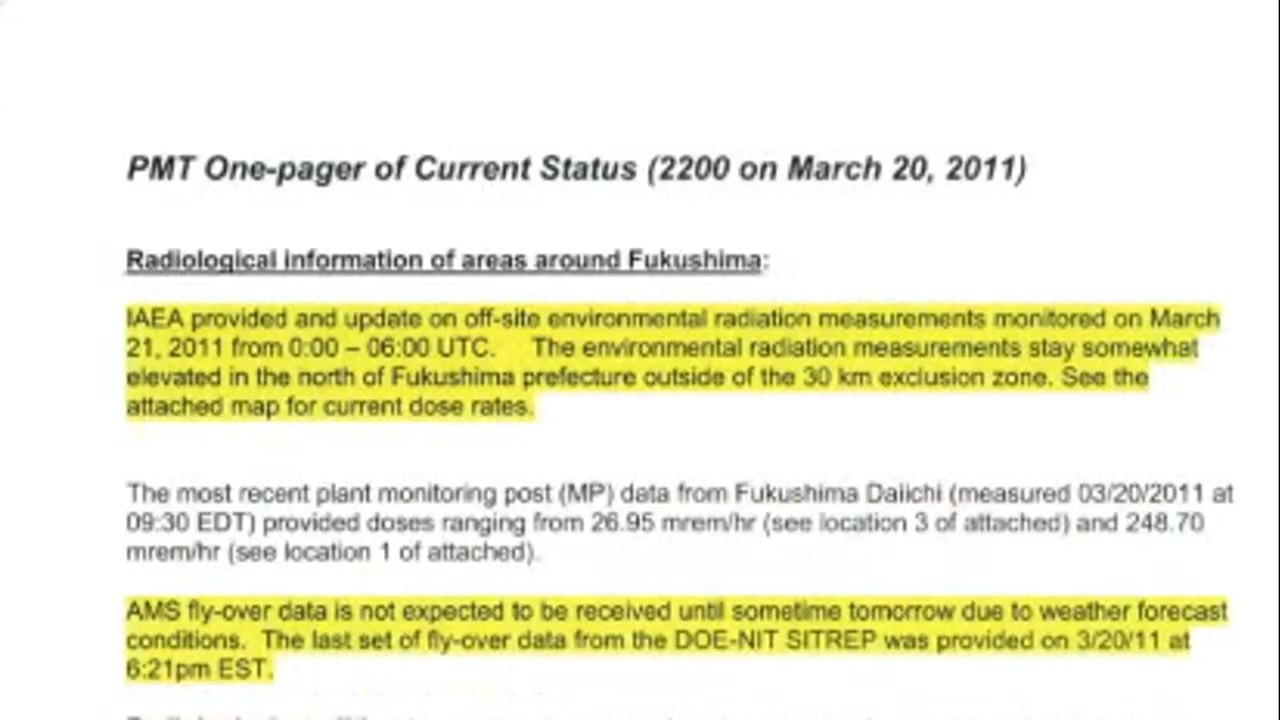 PMT One-pager of Current Status (2200 on March 20, 2011)
Radiological information of areas around Fukushima:
IAEA provided and update on off-site environmental radiation measurements monitored on March
21, 2011 from 0:00 – 06:00 UTC. The environmental radiation measurements stay somewhat
elevated in the north of Fukushima prefecture outside of the 30 km exclusion zone. See the
attached map for current dose rates.
The most recent plant monitoring post (MP) data from Fukushima Daiichi (measured 03/20/2011 at
09:30 EDT) provided doses ranging from 26.95 mrem/hr (see location 3 of attached) and 248.70
mrem/hr (see location 1 of attached).
AMS fly-over data is not expected to be received until sometime tomorrow due to weather forecast
conditions. The last set of fly-over data from the DOE-NIT SITREP was provided on 3/20/11 at
6:21pm EST.